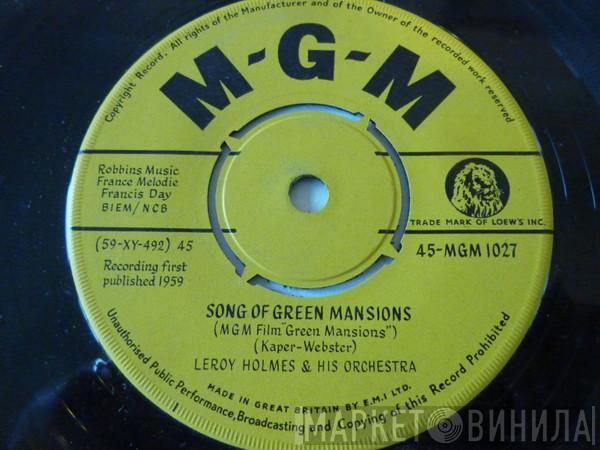 Copyright Record. All rights of the Manufacturer and of the Owner of the recorded work reserved
M-G-M
Robbins Music
France Melodie
Francis Day
BIEM/NCB
TRADE MARK OF LOEW'S INC.
(59-XY-492) 45
45-MGM 1027
Recording first
published 1959
SONG OF GREEN MANSIONS
(MGM Film "Green Mansions")
(Kaper-Webster)
LEROY HOLMES & HIS ORCHESTRA
MADE IN GREAT BRITAIN BY E.M.I LTD.
Unauthorised Public Performance, Broadcasting and Copying of this Record Prohibited
МАРКЕТ ВИНИЛА